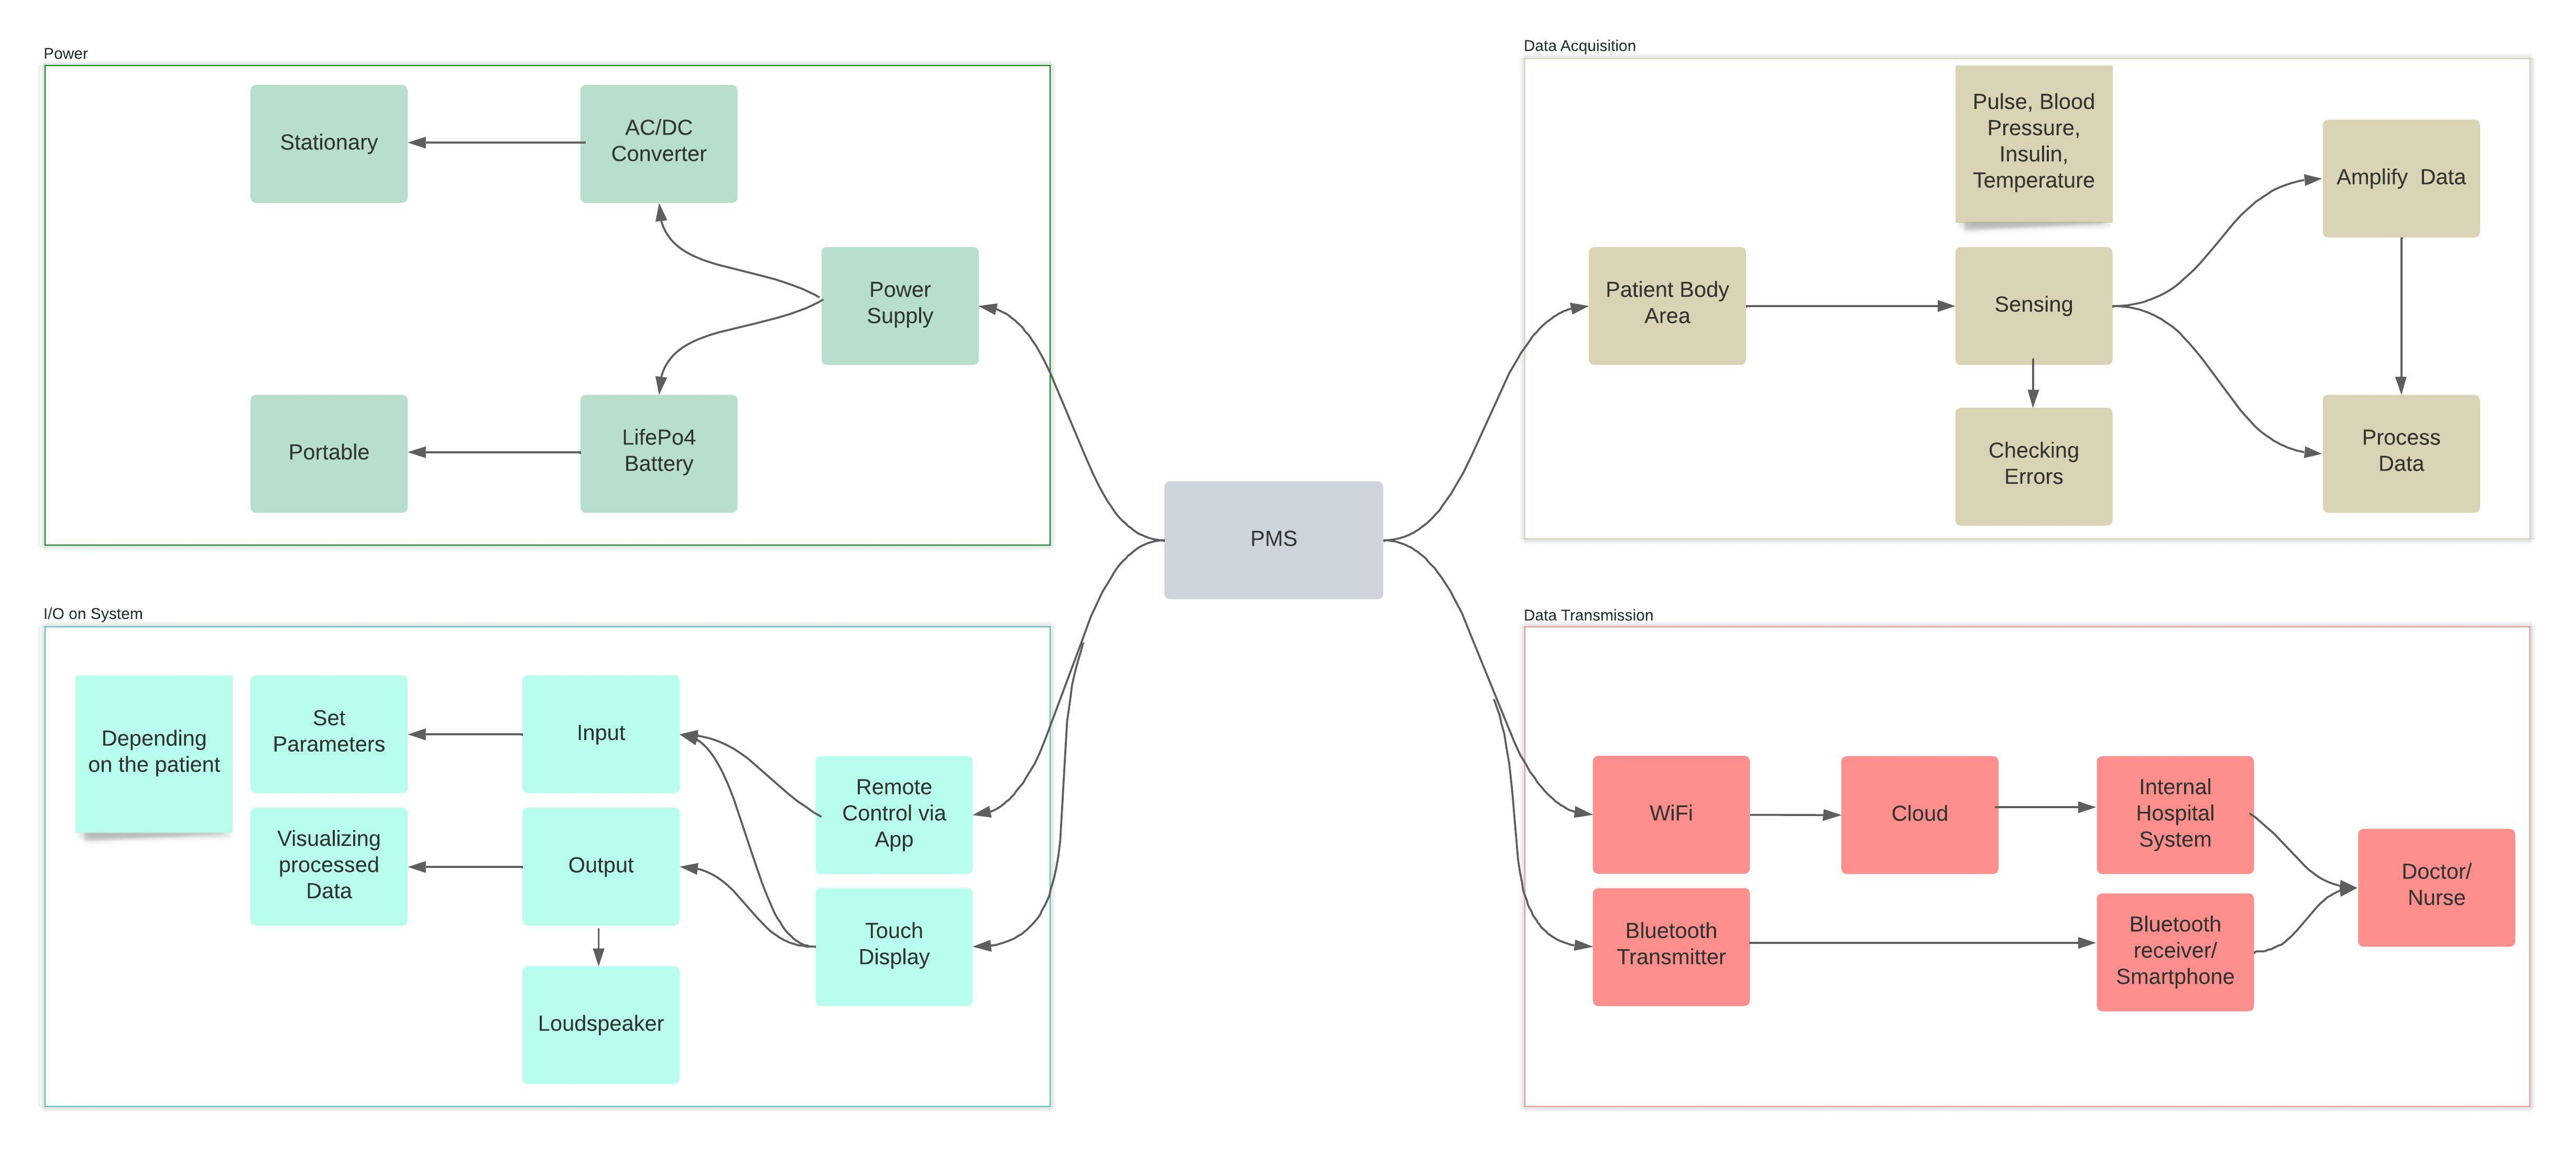 Power
Stationary
AC/DC
Converter
Power
Supply
Portable
LifePo4
Battery
Data Acquisition
Pulse, Blood
Pressure,
Insulin,
Temperature
Amplify  Data
Patient Body
Area
Sensing
Checking
Errors
Process
Data
PMS
I/O on System
Depending
on the patient
Set
Parameters
Input
Visualizing
processed
Data
Output
Remote
Control via
App
Touch
Display
Loudspeaker
Data Transmission
WiFi
Cloud
Internal
Hospital
System
Doctor/
Nurse
Bluetooth
Transmitter
Bluetooth
receiver/
Smartphone